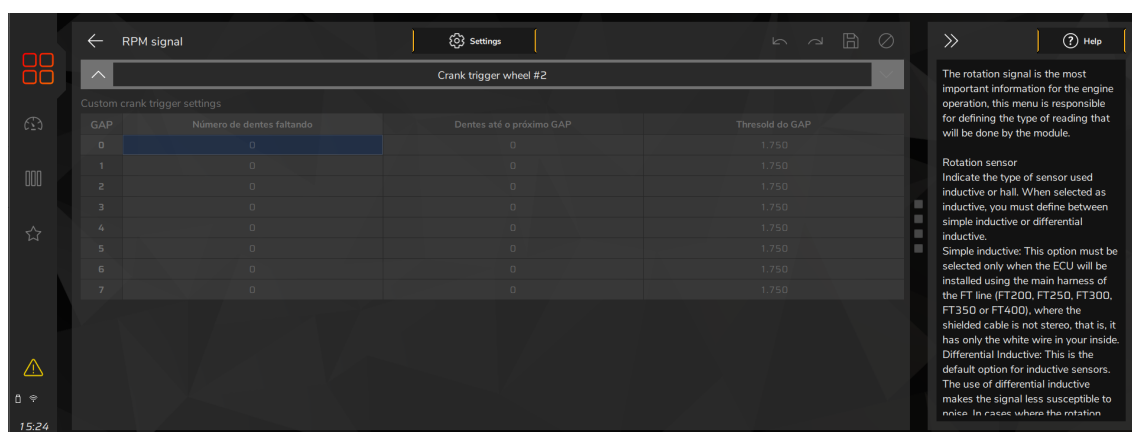 RPM signal
Settings
Help
Crank trigger wheel #2
Custom crank trigger settings
GAP Número de dentes faltando Dentes até o próximo GAP Thresold do GAP
0 0 0 1.750
1 0 0 1.750
2 0 0 1.750
3 0 0 1.750
4 0 0 1.750
5 0 0 1.750
6 0 0 1.750
7 0 0 1.750
The rotation signal is the most
important information for the engine
operation, this menu is responsible
for defining the type of reading that
will be done by the module.
Rotation sensor
Indicate the type of sensor used
inductive or hall. When selected as
inductive, you must define between
simple inductive or differential
inductive.
Simple inductive: This option must be
selected only when the ECU will be
installed using the main harness of
the FT line (FT200, FT250, FT300,
FT350 or FT400), where the
shielded cable is not stereo, that is, it
has only the white wire in your inside.
Differential Inductive: This is the
default option for inductive sensors.
The use of differential inductive
makes the signal less susceptible to
noise. In cases where the rotation
15:24